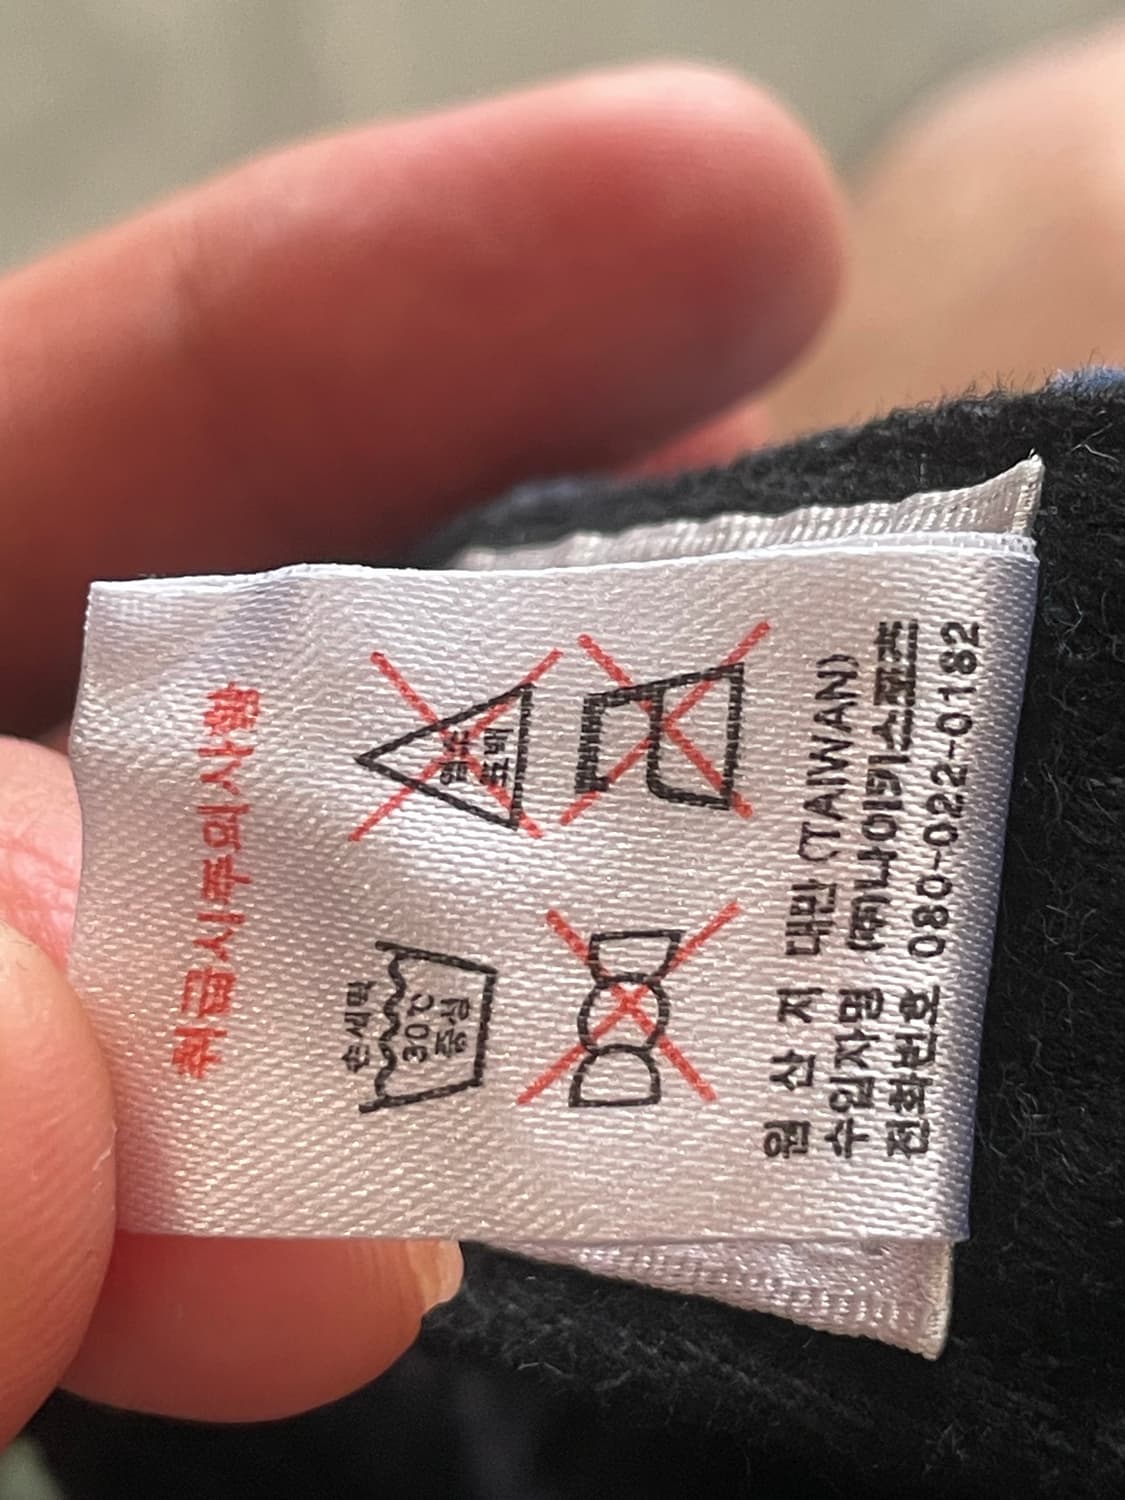 취급시주의사항
손세탁
30℃
중성
염소
표백
원 산 지 대만 (TAIWAN)
수입자명 (주)나이키스포츠
전화번호 080-022-0182